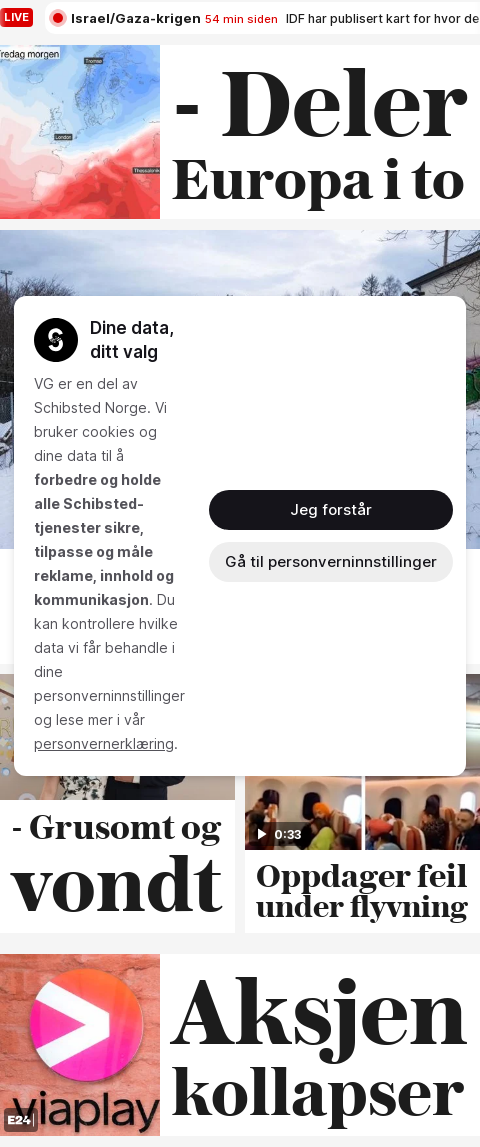 LIVE Israel/Gaza-krigen 54 min siden IDF har publisert kart for hvor de
redag morgen
Tromsø
London
Thessaloniki
- Deler
Europa i to
Dine data,
ditt valg
VG er en del av
Schibsted Norge. Vi
bruker cookies og
dine data til å
forbedre og holde
alle Schibsted-
tjenester sikre,
tilpasse og måle
reklame, innhold og
kommunikasjon. Du
kan kontrollere hvilke
data vi får behandle i
dine
personverninnstillinger
og lese mer i vår
personvernerklæring.
Jeg forstår
Gå til personverninnstillinger
- Grusomt og
vondt
0:33
Oppdager feil
under flyvning
viaplay
E24
Aksjen
kollapser